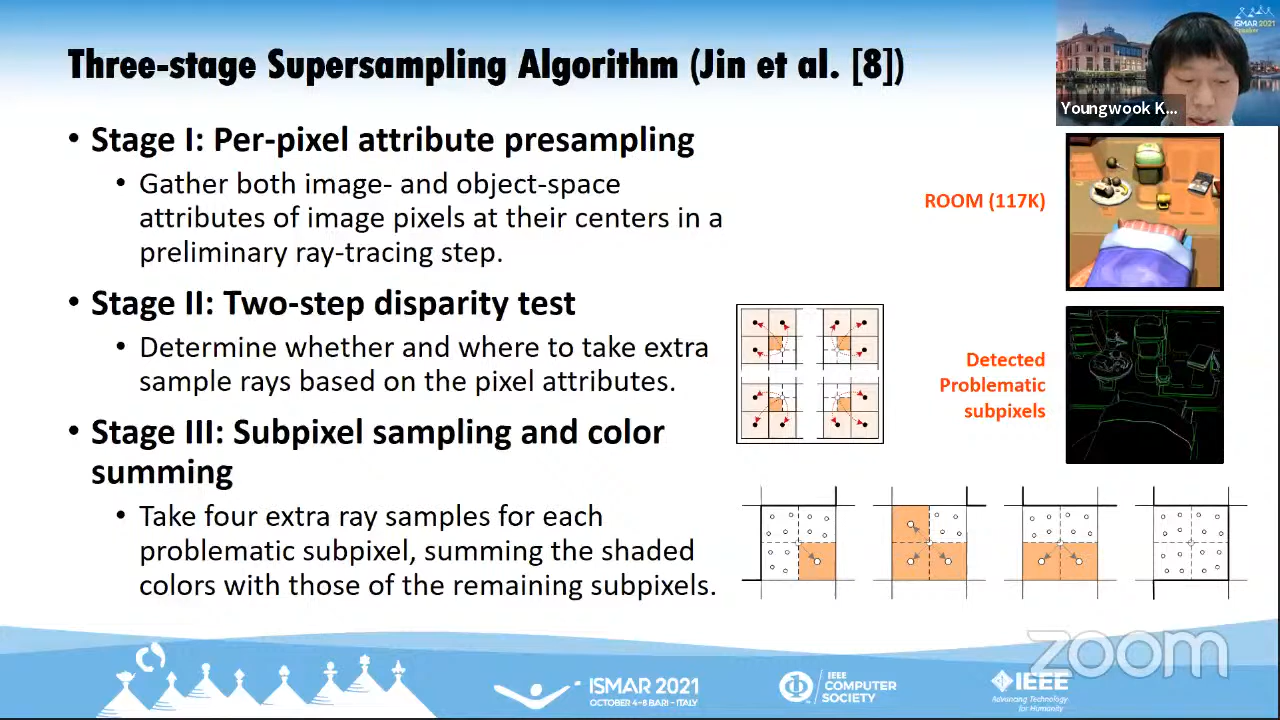 Three-stage Supersampling Algorithm (Jin et al. [8])
ISMAR 2021
Youngwook K...
• Stage I: Per-pixel attribute presampling
• Gather both image- and object-space
attributes of image pixels at their centers in a
preliminary ray-tracing step.
ROOM (117K)
• Stage II: Two-step disparity test
• Determine whether and where to take extra
sample rays based on the pixel attributes.
Detected
Problematic
subpixels
• Stage III: Subpixel sampling and color
summing
• Take four extra ray samples for each
problematic subpixel, summing the shaded
colors with those of the remaining subpixels.
zoom
ISMAR 2021
OCTOBER 4-8 BARI - ITALY
IEEE
COMPUTER
SOCIETY
IEEE
Advancing Technology
for Humanity